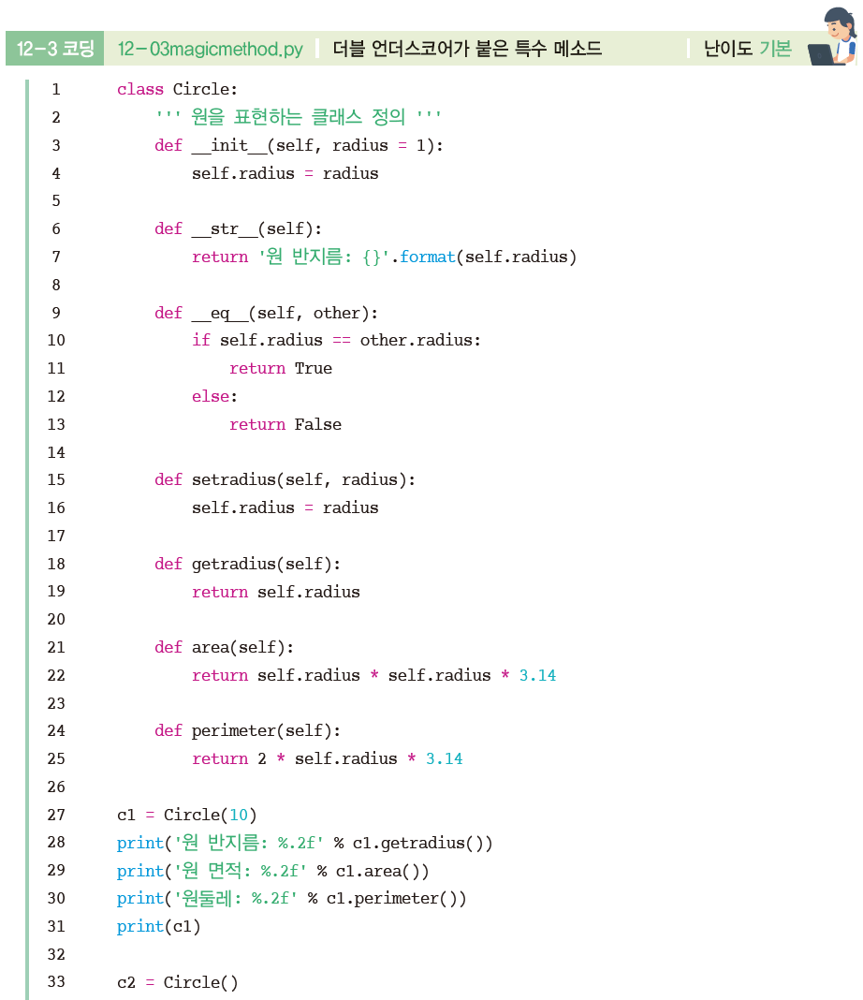 12-3 코딩 12-03magicmethod.py 더블 언더스코어가 붙은 특수 메소드 난이도 기본
1 class Circle:
2     ''' 원을 표현하는 클래스 정의 '''
3     def __init__(self, radius = 1):
4         self.radius = radius
5
6     def __str__(self):
7         return '원 반지름: {}'.format(self.radius)
8
9     def __eq__(self, other):
10         if self.radius == other.radius:
11             return True
12         else:
13             return False
14
15     def setradius(self, radius):
16         self.radius = radius
17
18     def getradius(self):
19         return self.radius
20
21     def area(self):
22         return self.radius * self.radius * 3.14
23
24     def perimeter(self):
25         return 2 * self.radius * 3.14
26
27 c1 = Circle(10)
28 print('원 반지름: %.2f' % c1.getradius())
29 print('원 면적: %.2f' % c1.area())
30 print('원둘레: %.2f' % c1.perimeter())
31 print(c1)
32
33 c2 = Circle()